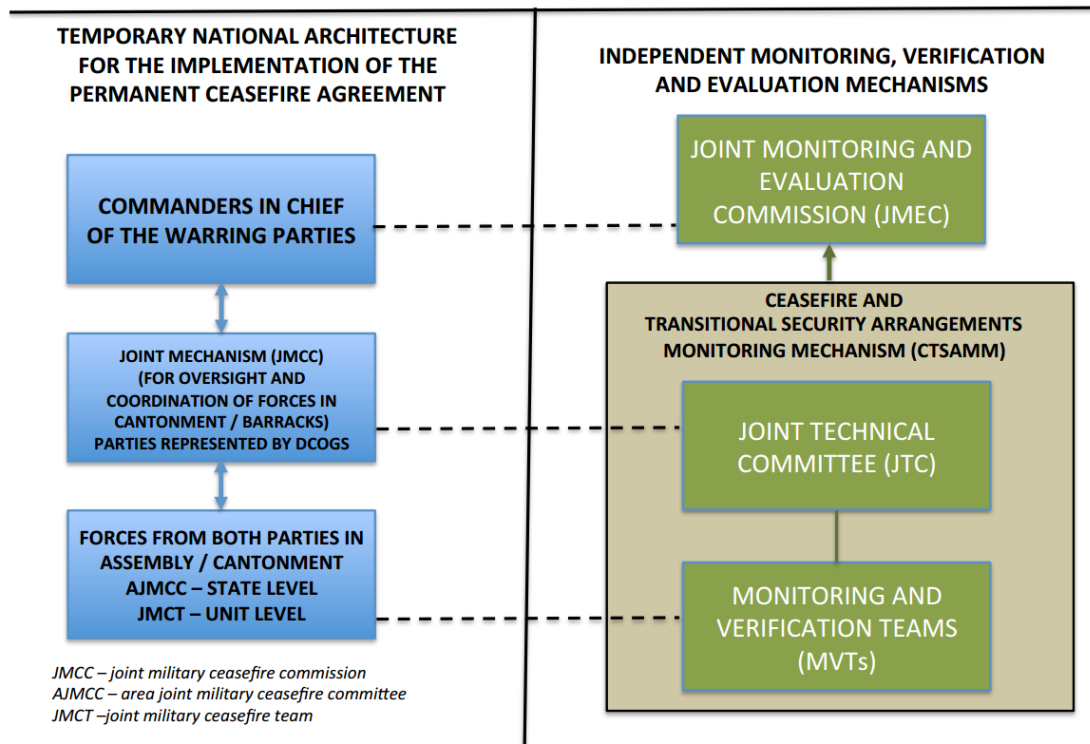 TEMPORARY NATIONAL ARCHITECTURE
FOR THE IMPLEMENTATION OF THE
PERMANENT CEASEFIRE AGREEMENT
COMMANDERS IN CHIEF
OF THE WARRING PARTIES
JOINT MECHANISM (JMCC)
(FOR OVERSIGHT AND
COORDINATION OF FORCES IN
CANTONMENT / BARRACKS)
PARTIES REPRESENTED BY DCOGS
FORCES FROM BOTH PARTIES IN
ASSEMBLY / CANTONMENT
AJMCC – STATE LEVEL
JMCT – UNIT LEVEL
JMCC – joint military ceasefire commission
AJMCC – area joint military ceasefire committee
JMCT –joint military ceasefire team
INDEPENDENT MONITORING, VERIFICATION
AND EVALUATION MECHANISMS
JOINT MONITORING AND
EVALUATION
COMMISSION (JMEC)
CEASEFIRE AND
TRANSITIONAL SECURITY ARRANGEMENTS
MONITORING MECHANISM (CTSAMM)
JOINT TECHNICAL
COMMITTEE (JTC)
MONITORING AND
VERIFICATION TEAMS
(MVTs)